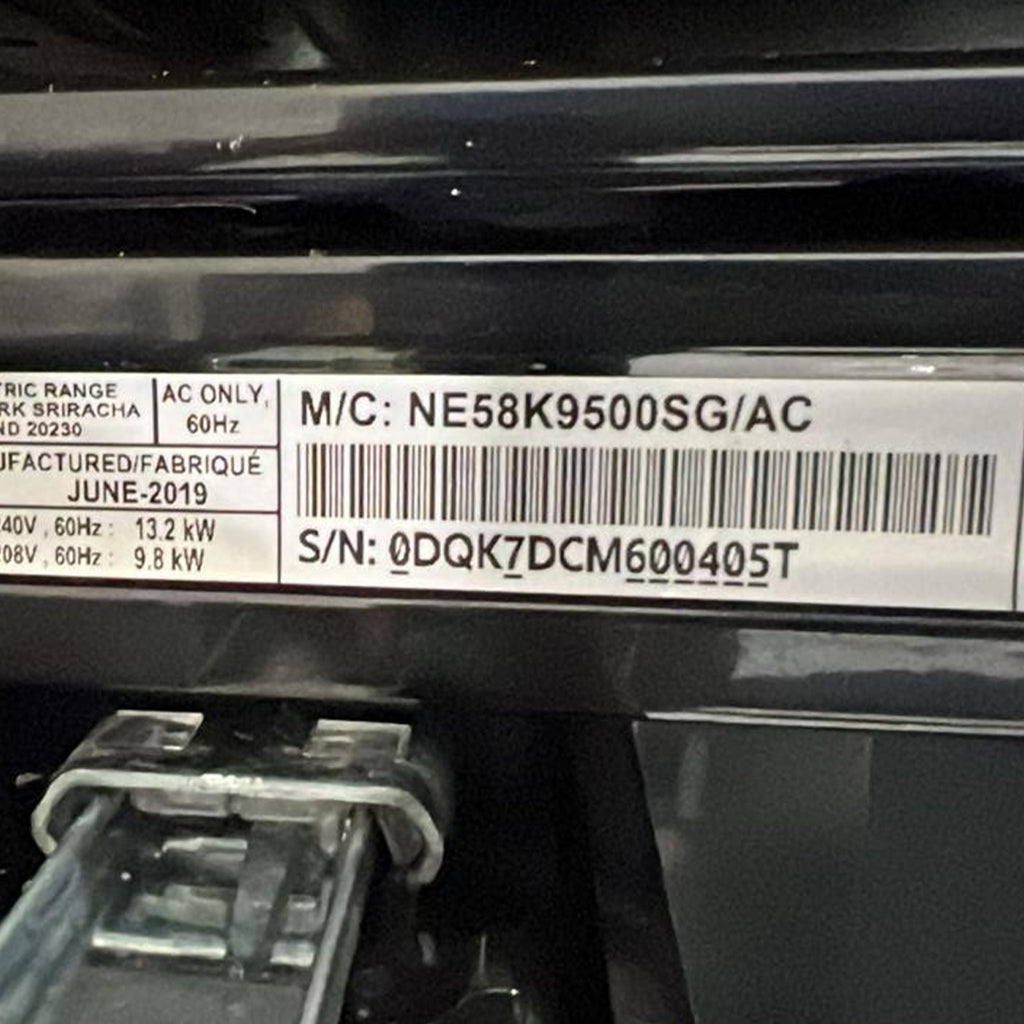 TRIC RANGE
RK SRIRACHA
ND 20230
AC ONLY,
60Hz
UFACTURED/FABRIQUÉ
JUNE-2019
240V , 60Hz : 13.2 kW
208V , 60Hz : 9.8 kW
M/C: NE58K9500SG/AC
S/N: 0DQK7DCM600405T